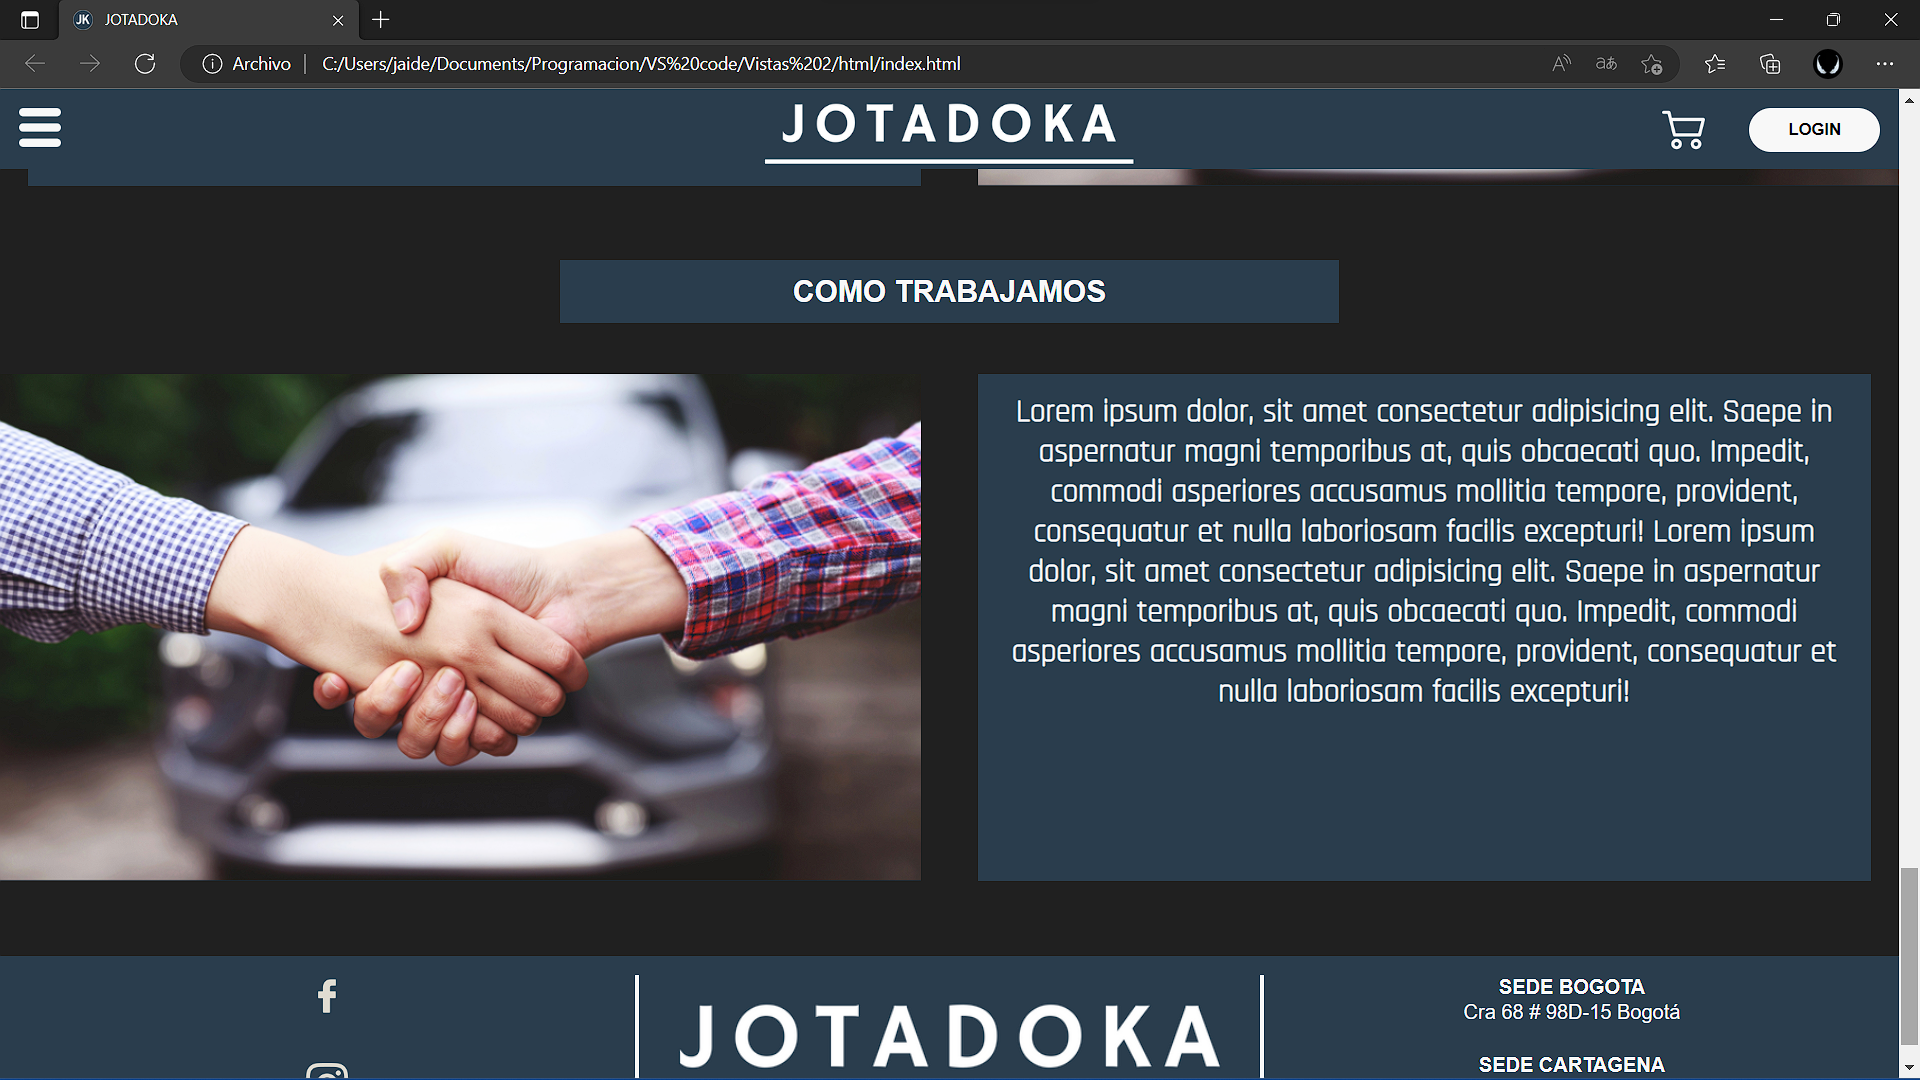 JK JOTADOKA
Archivo C:/Users/jaide/Documents/Programacion/VS%20code/Vistas%202/html/index.html
JOTADOKA
LOGIN
COMO TRABAJAMOS
Lorem ipsum dolor, sit amet consectetur adipisicing elit. Saepe in
aspernatur magni temporibus at, quis obcaecati quo. Impedit,
commodi asperiores accusamus mollitia tempore, provident,
consequatur et nulla laboriosam facilis excepturi! Lorem ipsum
dolor, sit amet consectetur adipisicing elit. Saepe in aspernatur
magni temporibus at, quis obcaecati quo. Impedit, commodi
asperiores accusamus mollitia tempore, provident, consequatur et
nulla laboriosam facilis excepturi!
JOTADOKA
SEDE BOGOTA
Cra 68 # 98D-15 Bogotá
SEDE CARTAGENA